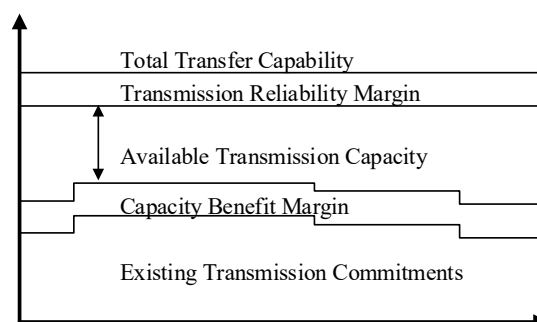 Total Transfer Capability
Transmission Reliability Margin
Available Transmission Capacity
Capacity Benefit Margin
Existing Transmission Commitments